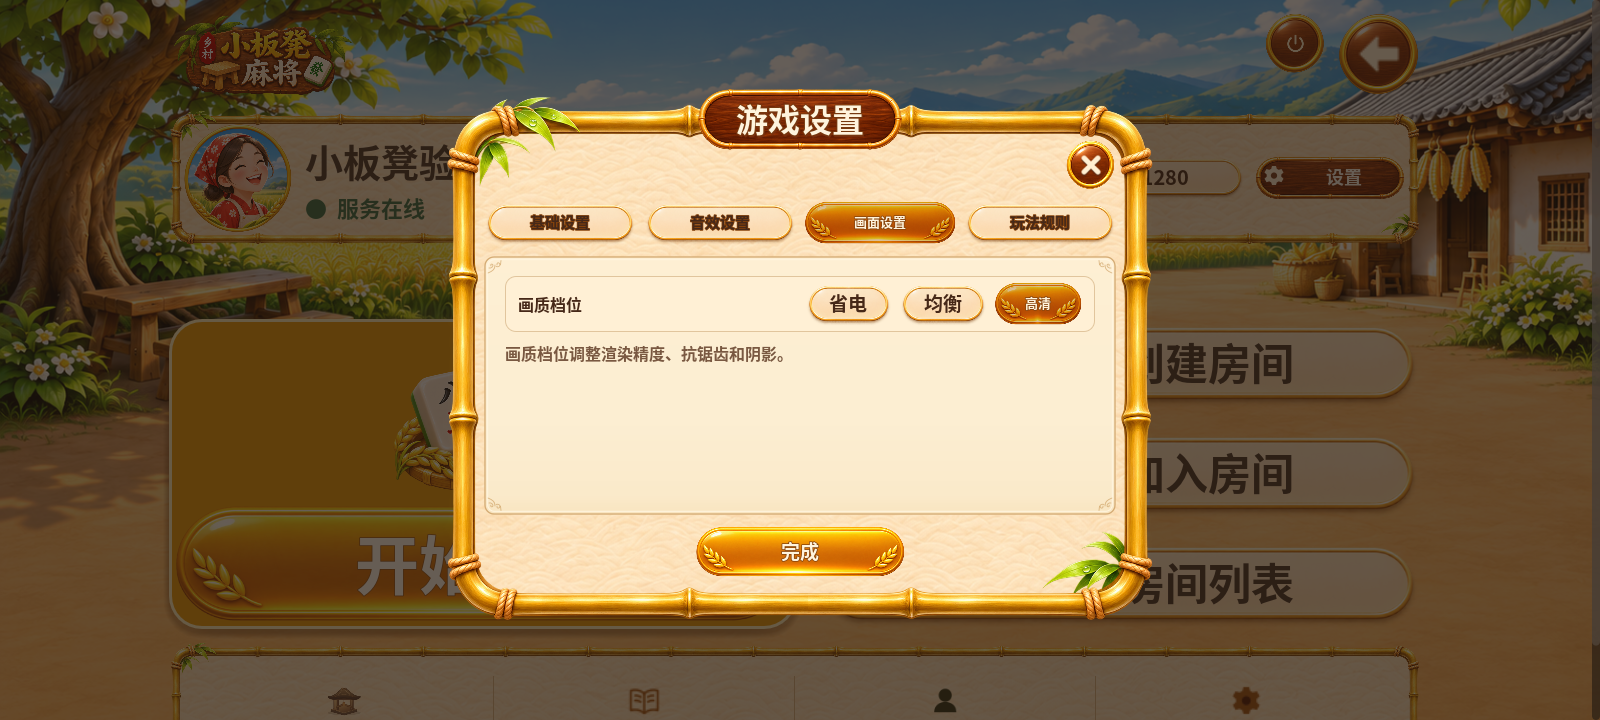 乡村
小板凳
麻将
游戏设置
小板凳验
服务在线
1280
设置
基础设置
音效设置
画面设置
玩法规则
画质档位
省电
均衡
高清
画质档位调整渲染精度、抗锯齿和阴影。
创建房间
加入房间
开始
完成
房间列表